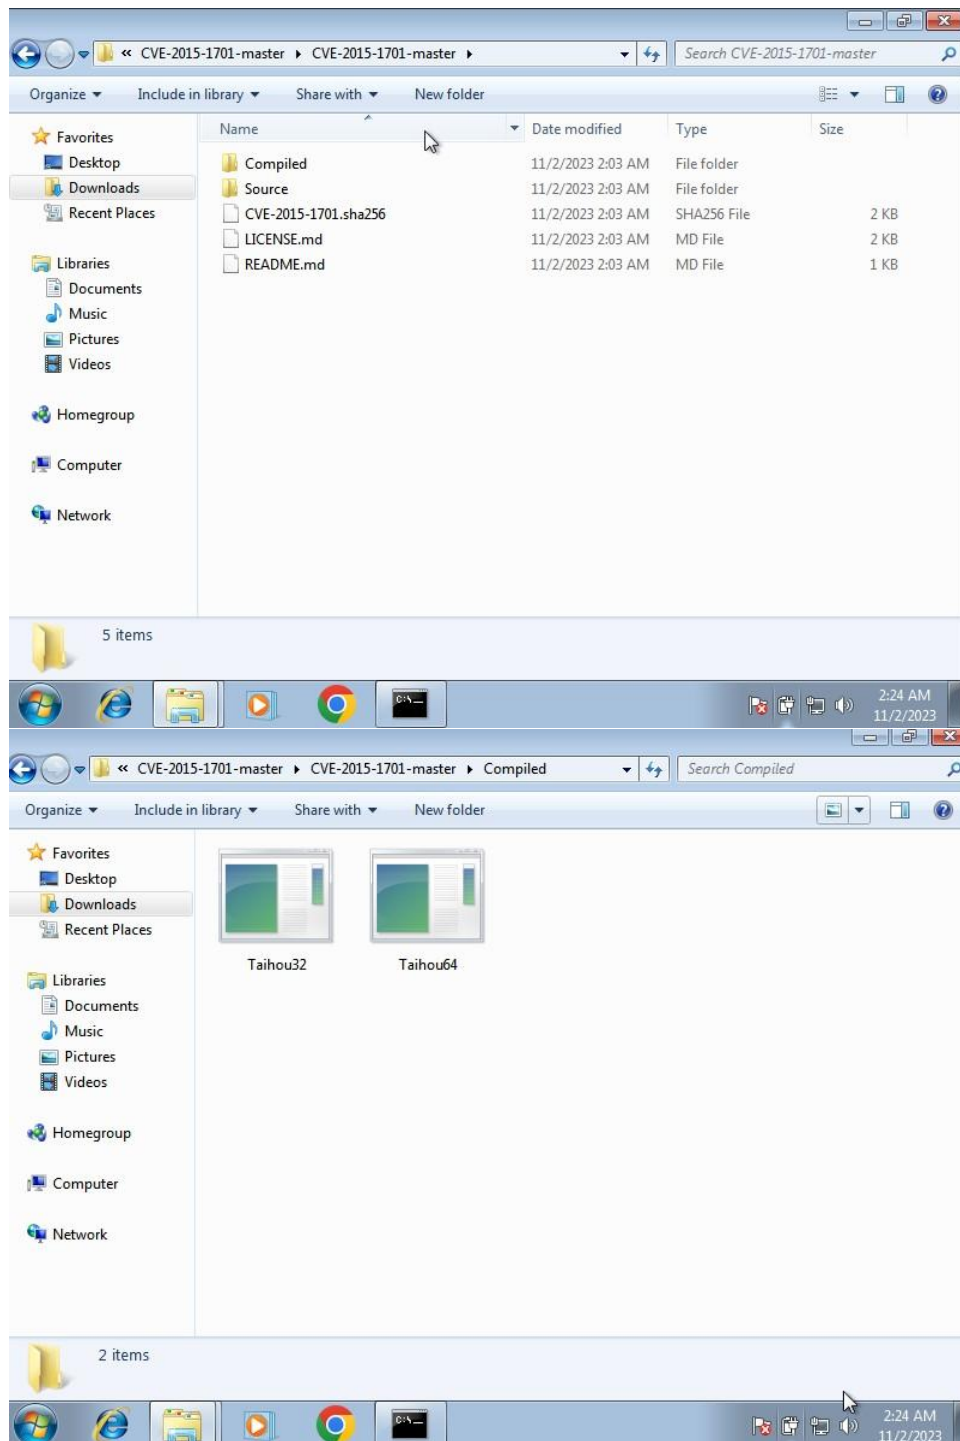 « CVE-2015-1701-master ▸ CVE-2015-1701-master ▸ Search CVE-2015-1701-master
Organize Include in library Share with New folder
Name Date modified Type Size
Favorites
Desktop
Downloads
Recent Places
Libraries
Documents
Music
Pictures
Videos
Homegroup
Computer
Network
Compiled 11/2/2023 2:03 AM File folder
Source 11/2/2023 2:03 AM File folder
CVE-2015-1701.sha256 11/2/2023 2:03 AM SHA256 File 2 KB
LICENSE.md 11/2/2023 2:03 AM MD File 2 KB
README.md 11/2/2023 2:03 AM MD File 1 KB
5 items
C:\_
2:24 AM
11/2/2023
« CVE-2015-1701-master ▸ CVE-2015-1701-master ▸ Compiled Search Compiled
Organize Include in library Share with New folder
Favorites
Desktop
Downloads
Recent Places
Libraries
Documents
Music
Pictures
Videos
Homegroup
Computer
Network
Taihou32 Taihou64
2 items
C:\_
2:24 AM
11/2/2023